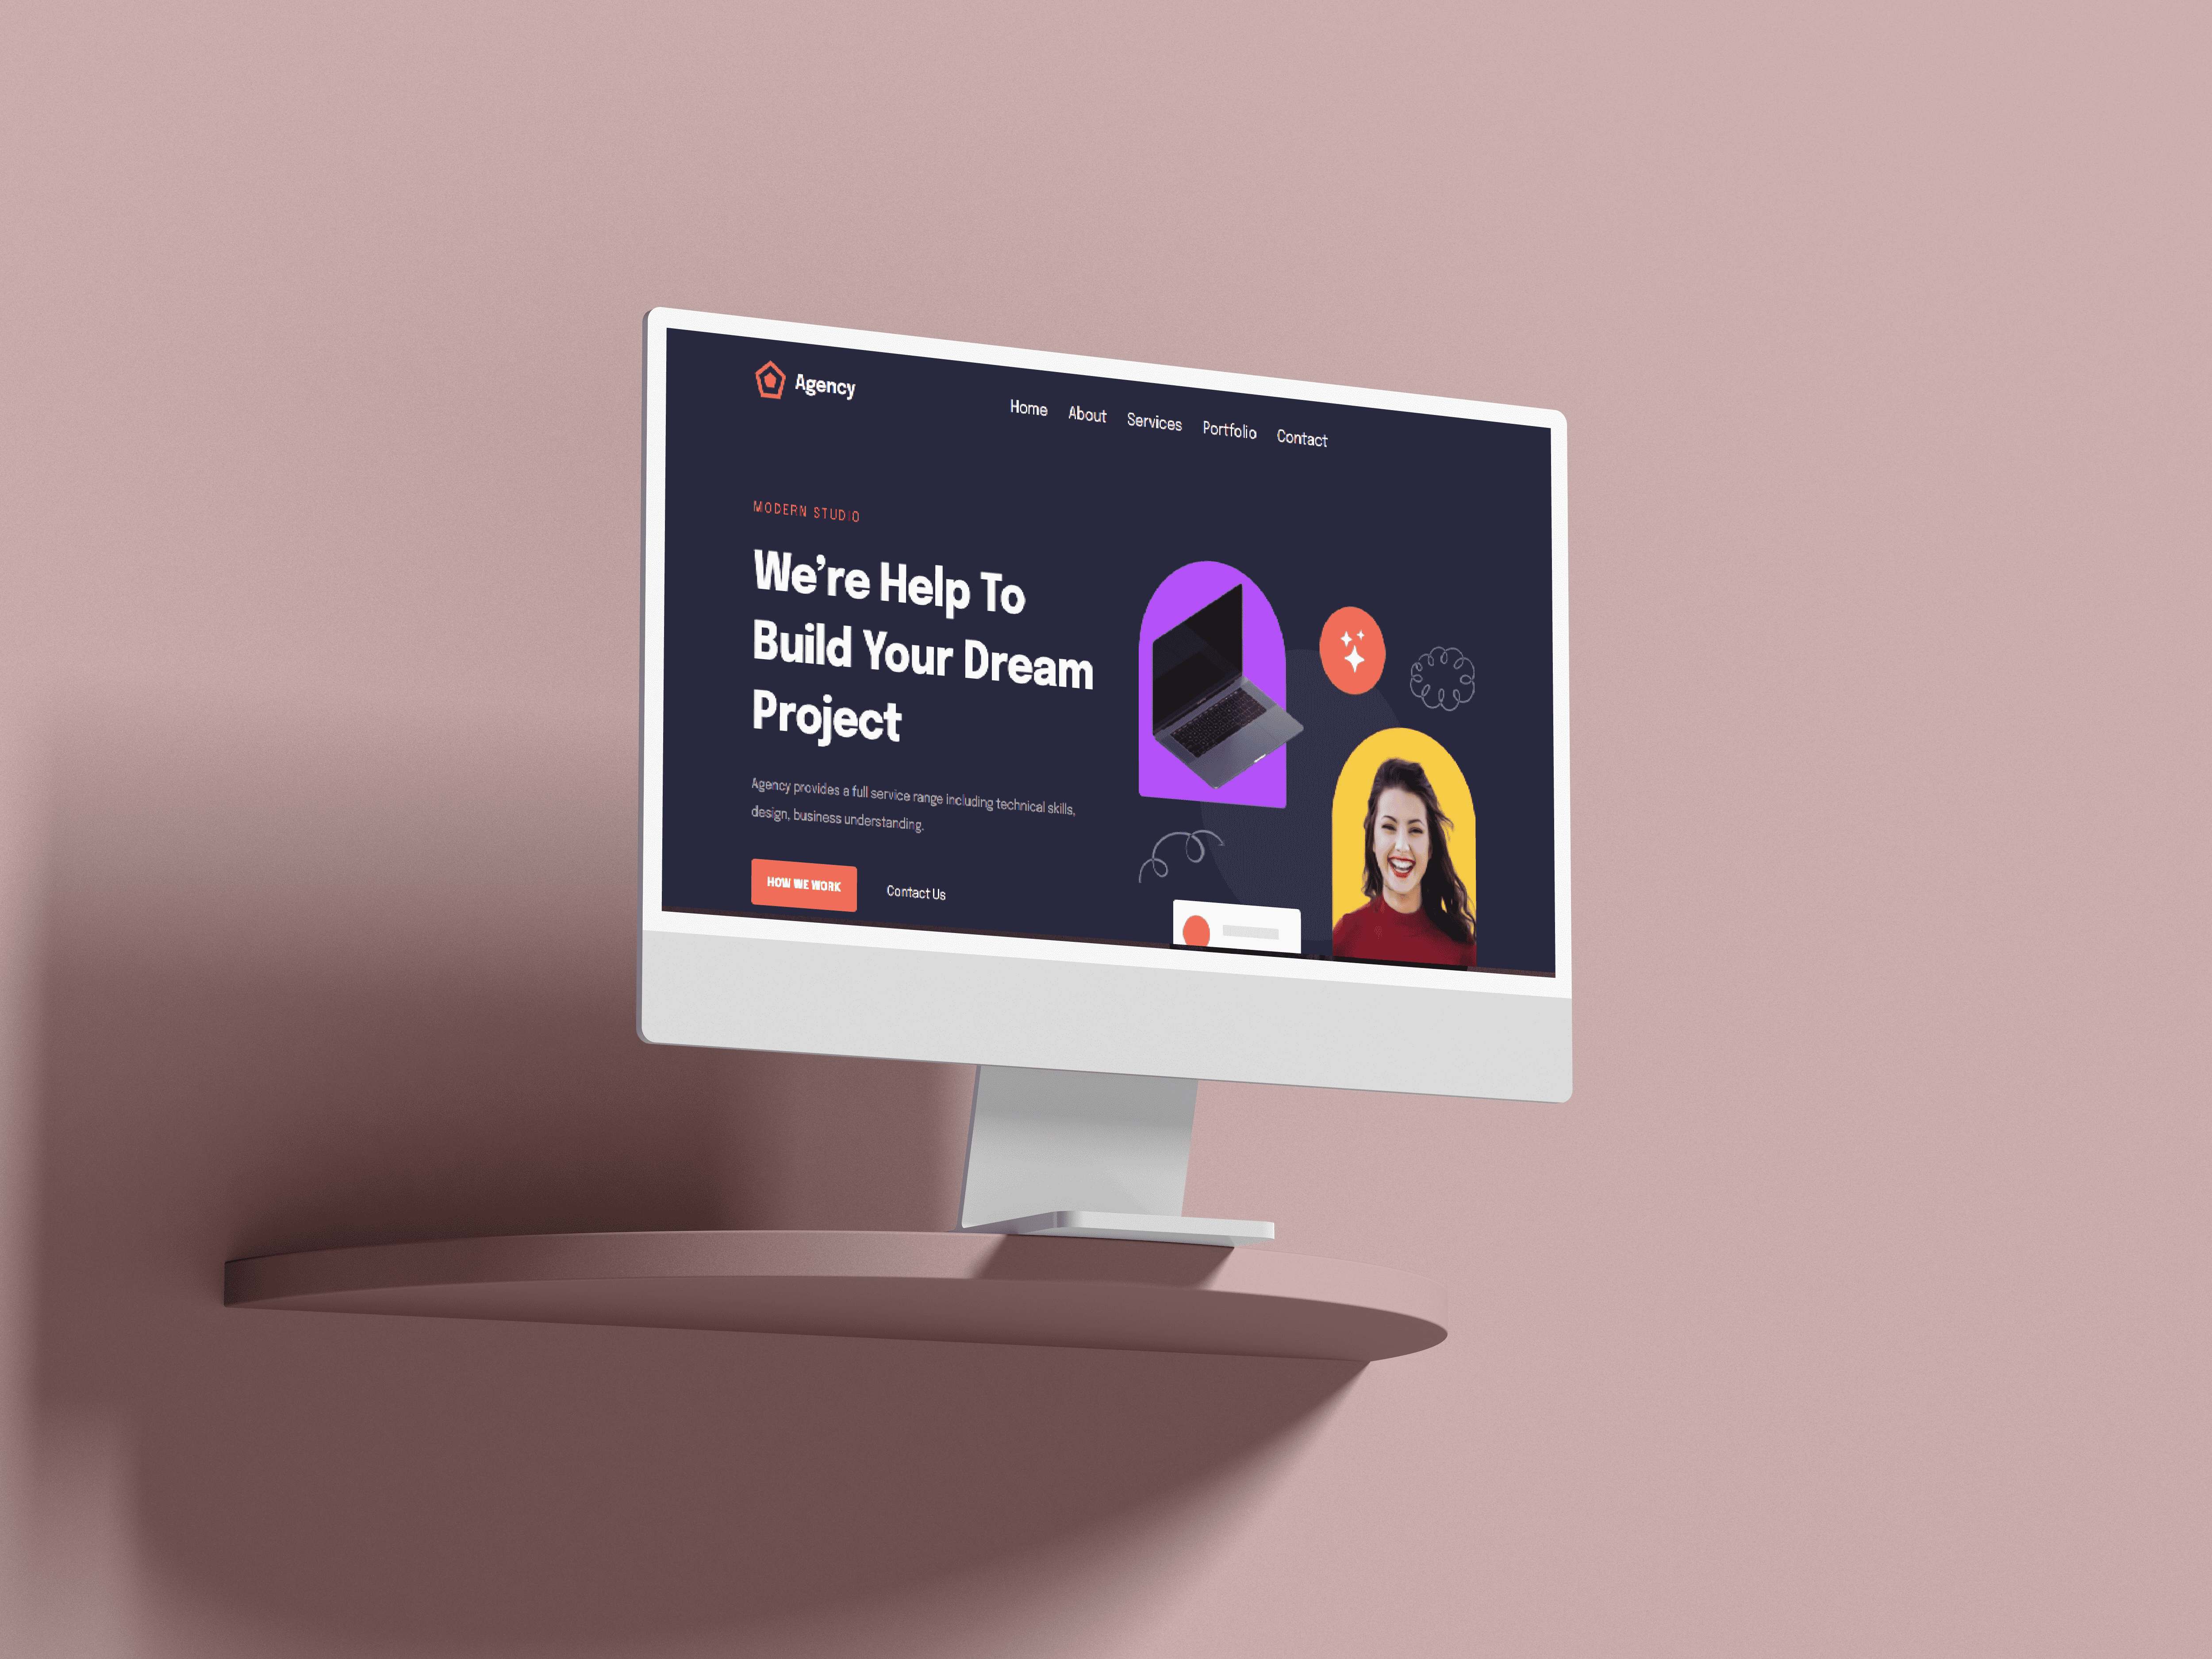 Agency
Home About Services Portfolio Contact
MODERN STUDIO
We're Help To
Build Your Dream
Project
Agency provides a full service range including technical skills,
design, business understanding.
HOW WE WORK Contact Us